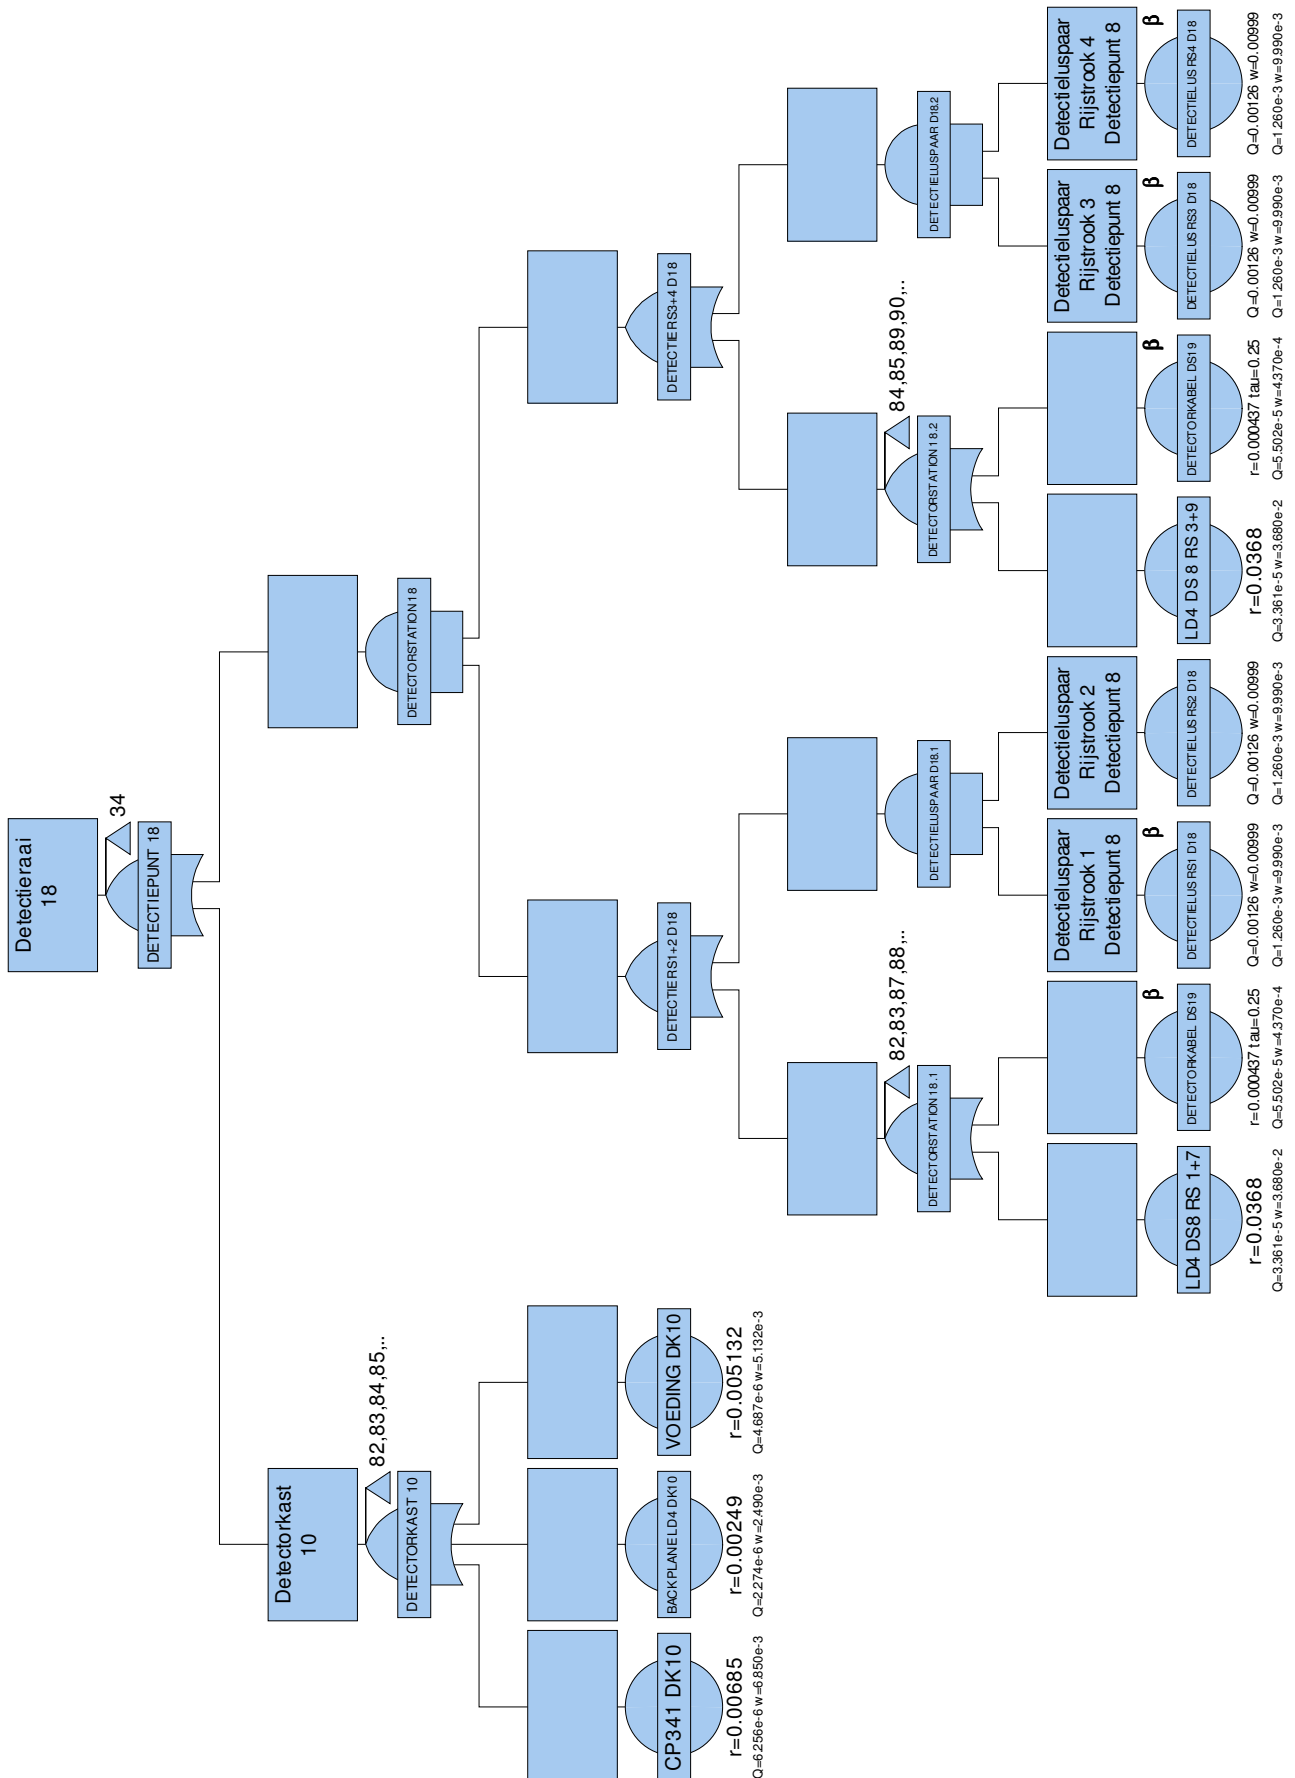 Detectieraai
18
34
DETECTIEPUNT 18
Detectorkast
10
82,83,84,85,..
DETECTORKAST 10
DETECTORSTATION18
CP341 DK10
r=0.00685
Q=6.256e-6 w=6.850e-3
BACKPLANE LD4 DK10
r=0.00249
Q=2.274e-6 w=2.490e-3
VOEDING DK10
r=0.005132
Q=4.687e-6 w=5.132e-3
DETECTIE RS1+2 D18
DETECTIE RS3+4 D18
82,83,87,88,..
DETECTORSTATION18.1
DETECTIELUSPAAR D18.1
84,85,89,90,..
DETECTORSTATION18.2
DETECTIELUSPAAR D18.2
LD4 DS8 RS 1+7
r=0.0368
Q=3.361e-5 w=3.680e-2
β
DETECTORKABEL DS19
r=0.000437 tau=0.25
Q=5.502e-5 w=4.370e-4
Detectieluspaar
Rijstrook 1
Detectiepunt 8
β
DETECTIELUS RS1 D18
Q=0.00126 w=0.00999
Q=1.260e-3 w=9.990e-3
Detectieluspaar
Rijstrook 2
Detectiepunt 8
DETECTIELUS RS2 D18
Q=0.00126 w=0.00999
Q=1.260e-3 w=9.990e-3
LD4 DS 8 RS 3+9
r=0.0368
Q=3.361e-5 w=3.680e-2
β
DETECTORKABEL DS19
r=0.000437 tau=0.25
Q=5.502e-5 w=4.370e-4
Detectieluspaar
Rijstrook 3
Detectiepunt 8
β
DETECTIELUS RS3 D18
Q=0.00126 w=0.00999
Q=1.260e-3 w=9.990e-3
Detectieluspaar
Rijstrook 4
Detectiepunt 8
β
DETECTIELUS RS4 D18
Q=0.00126 w=0.00999
Q=1.260e-3 w=9.990e-3